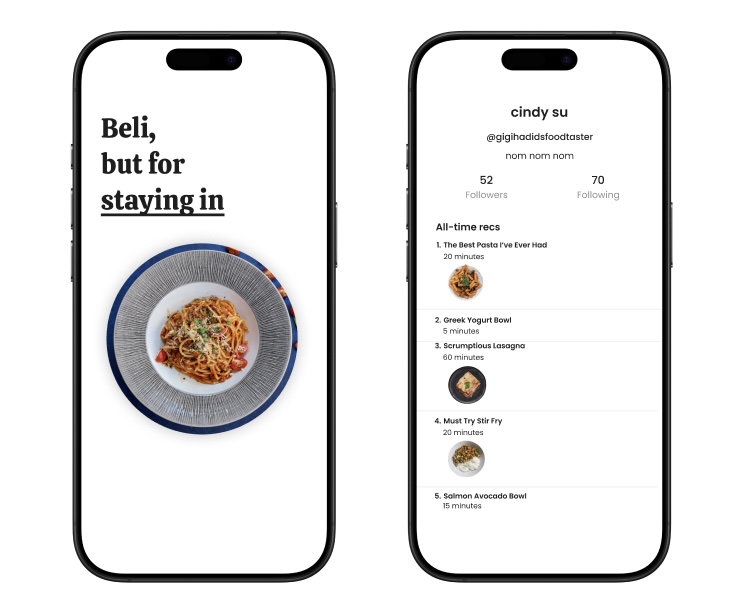 Beli,
but for
staying in
cindy su
@gigihadidsfoodtaster
nom nom nom
52 70
Followers Following
All-time recs
1. The Best Pasta I've Ever Had
20 minutes
2. Greek Yogurt Bowl
5 minutes
3. Scrumptious Lasagna
60 minutes
4. Must Try Stir Fry
20 minutes
5. Salmon Avocado Bowl
15 minutes